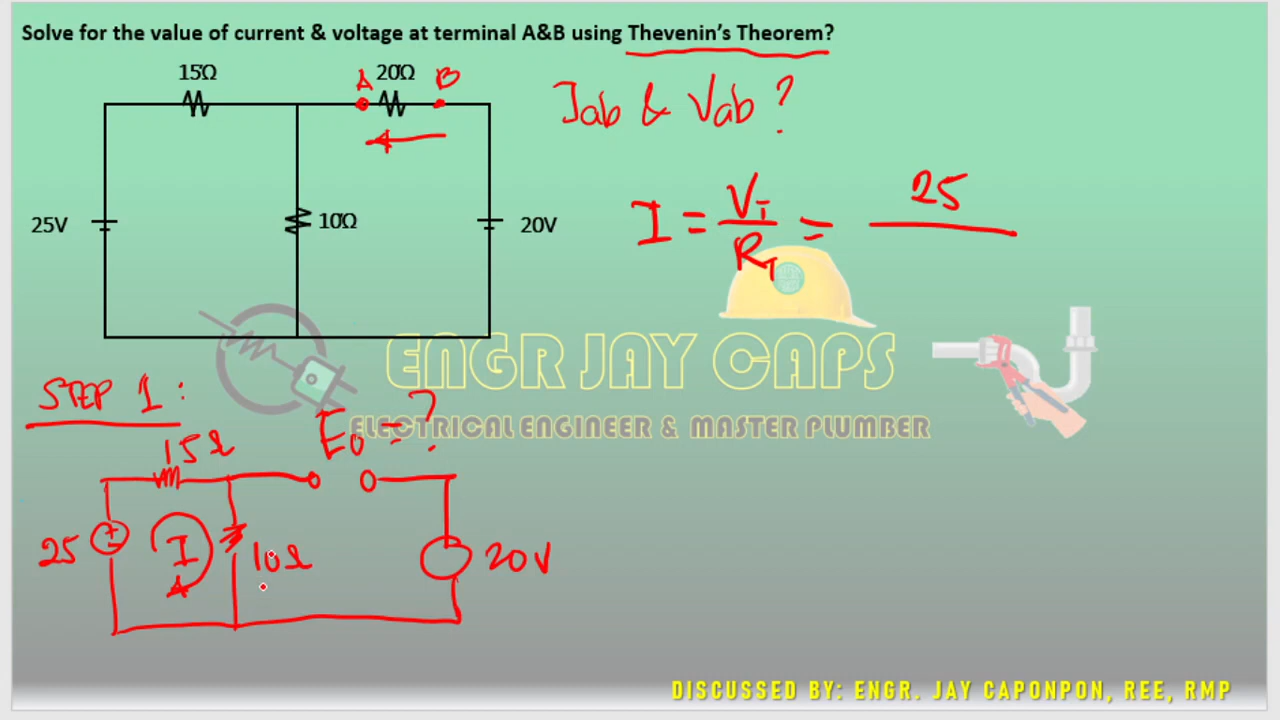 Solve for the value of current & voltage at terminal A&B using Thevenin's Theorem?
15Ω
A 20Ω B
Iab & Vab ?
25V
10Ω
20V
I = VT / RT = 25
ENGR JAY CAPS
ELECTRICAL ENGINEER & MASTER PLUMBER
STEP 1:
E0 = ?
15Ω
25
+
-
I
10Ω
20V
DISCUSSED BY: ENGR. JAY CAPONPON, REE, RMP